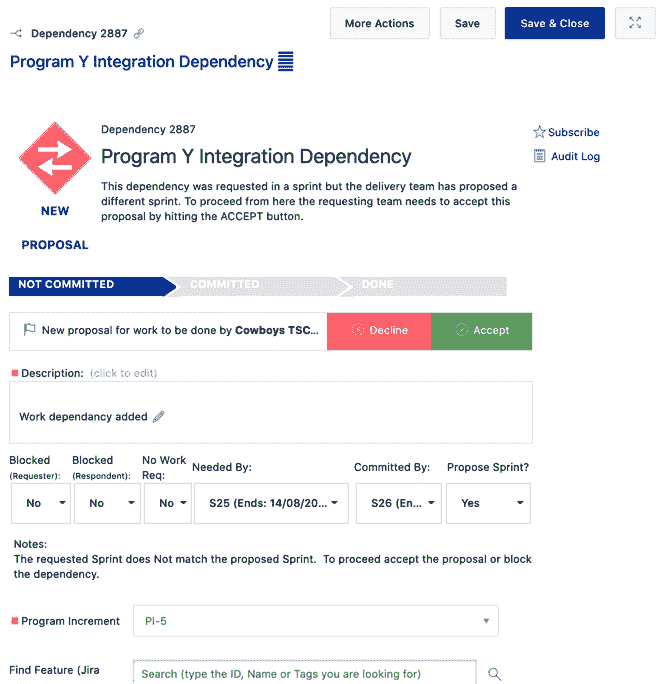 Dependency 2887
More Actions
Save
Save & Close
Program Y Integration Dependency
Dependency 2887
Program Y Integration Dependency
This dependency was requested in a sprint but the delivery team has proposed a
different sprint. To proceed from here the requesting team needs to accept this
proposal by hitting the ACCEPT button.
NEW
PROPOSAL
Subscribe
Audit Log
NOT COMMITTED
COMMITTED
DONE
New proposal for work to be done by Cowboys TSC...
Decline
Accept
Description: (click to edit)
Work dependancy added
Blocked
(Requester):
No
Blocked
(Respondent):
No
No Work
Req:
No
Needed By:
S25 (Ends: 14/08/20...
Committed By:
S26 (En...
Propose Sprint?
Yes
Notes:
The requested Sprint does Not match the proposed Sprint. To proceed accept the proposal or block
the dependency.
Program Increment
PI-5
Find Feature (Jira
Search (type the ID, Name or Tags you are looking for)